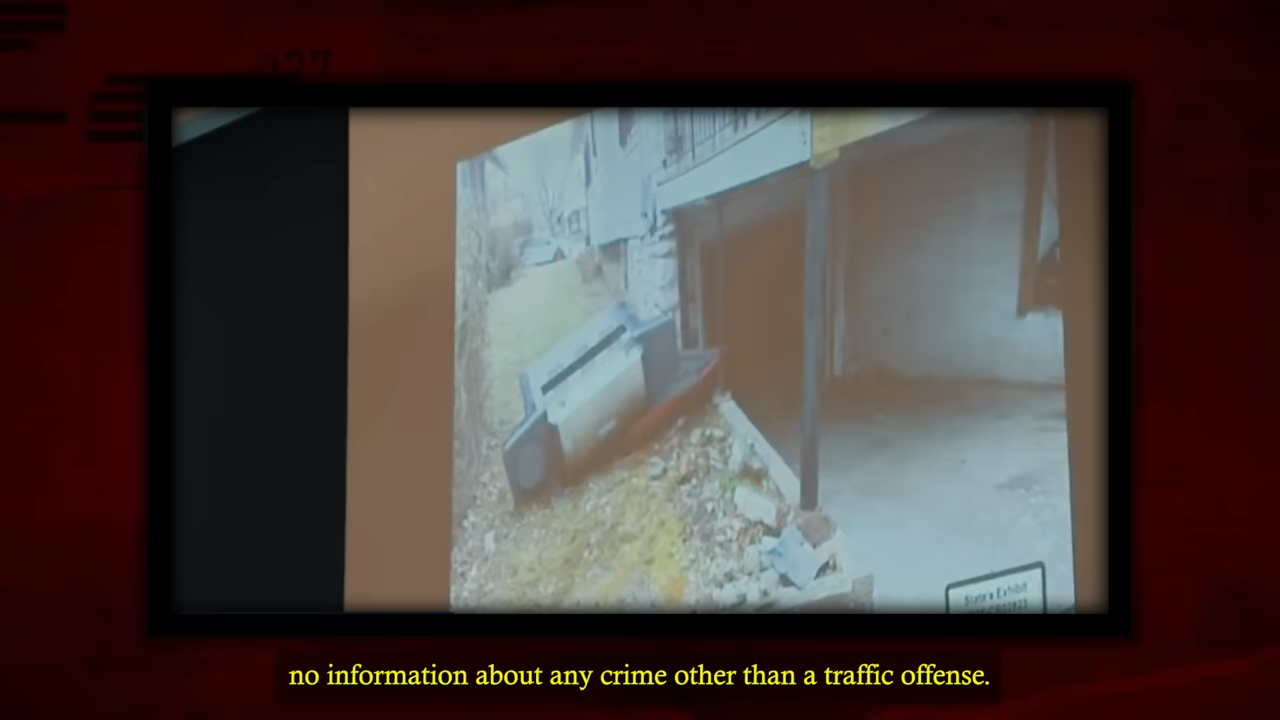 State's Exhibit
no information about any crime other than a traffic offense.